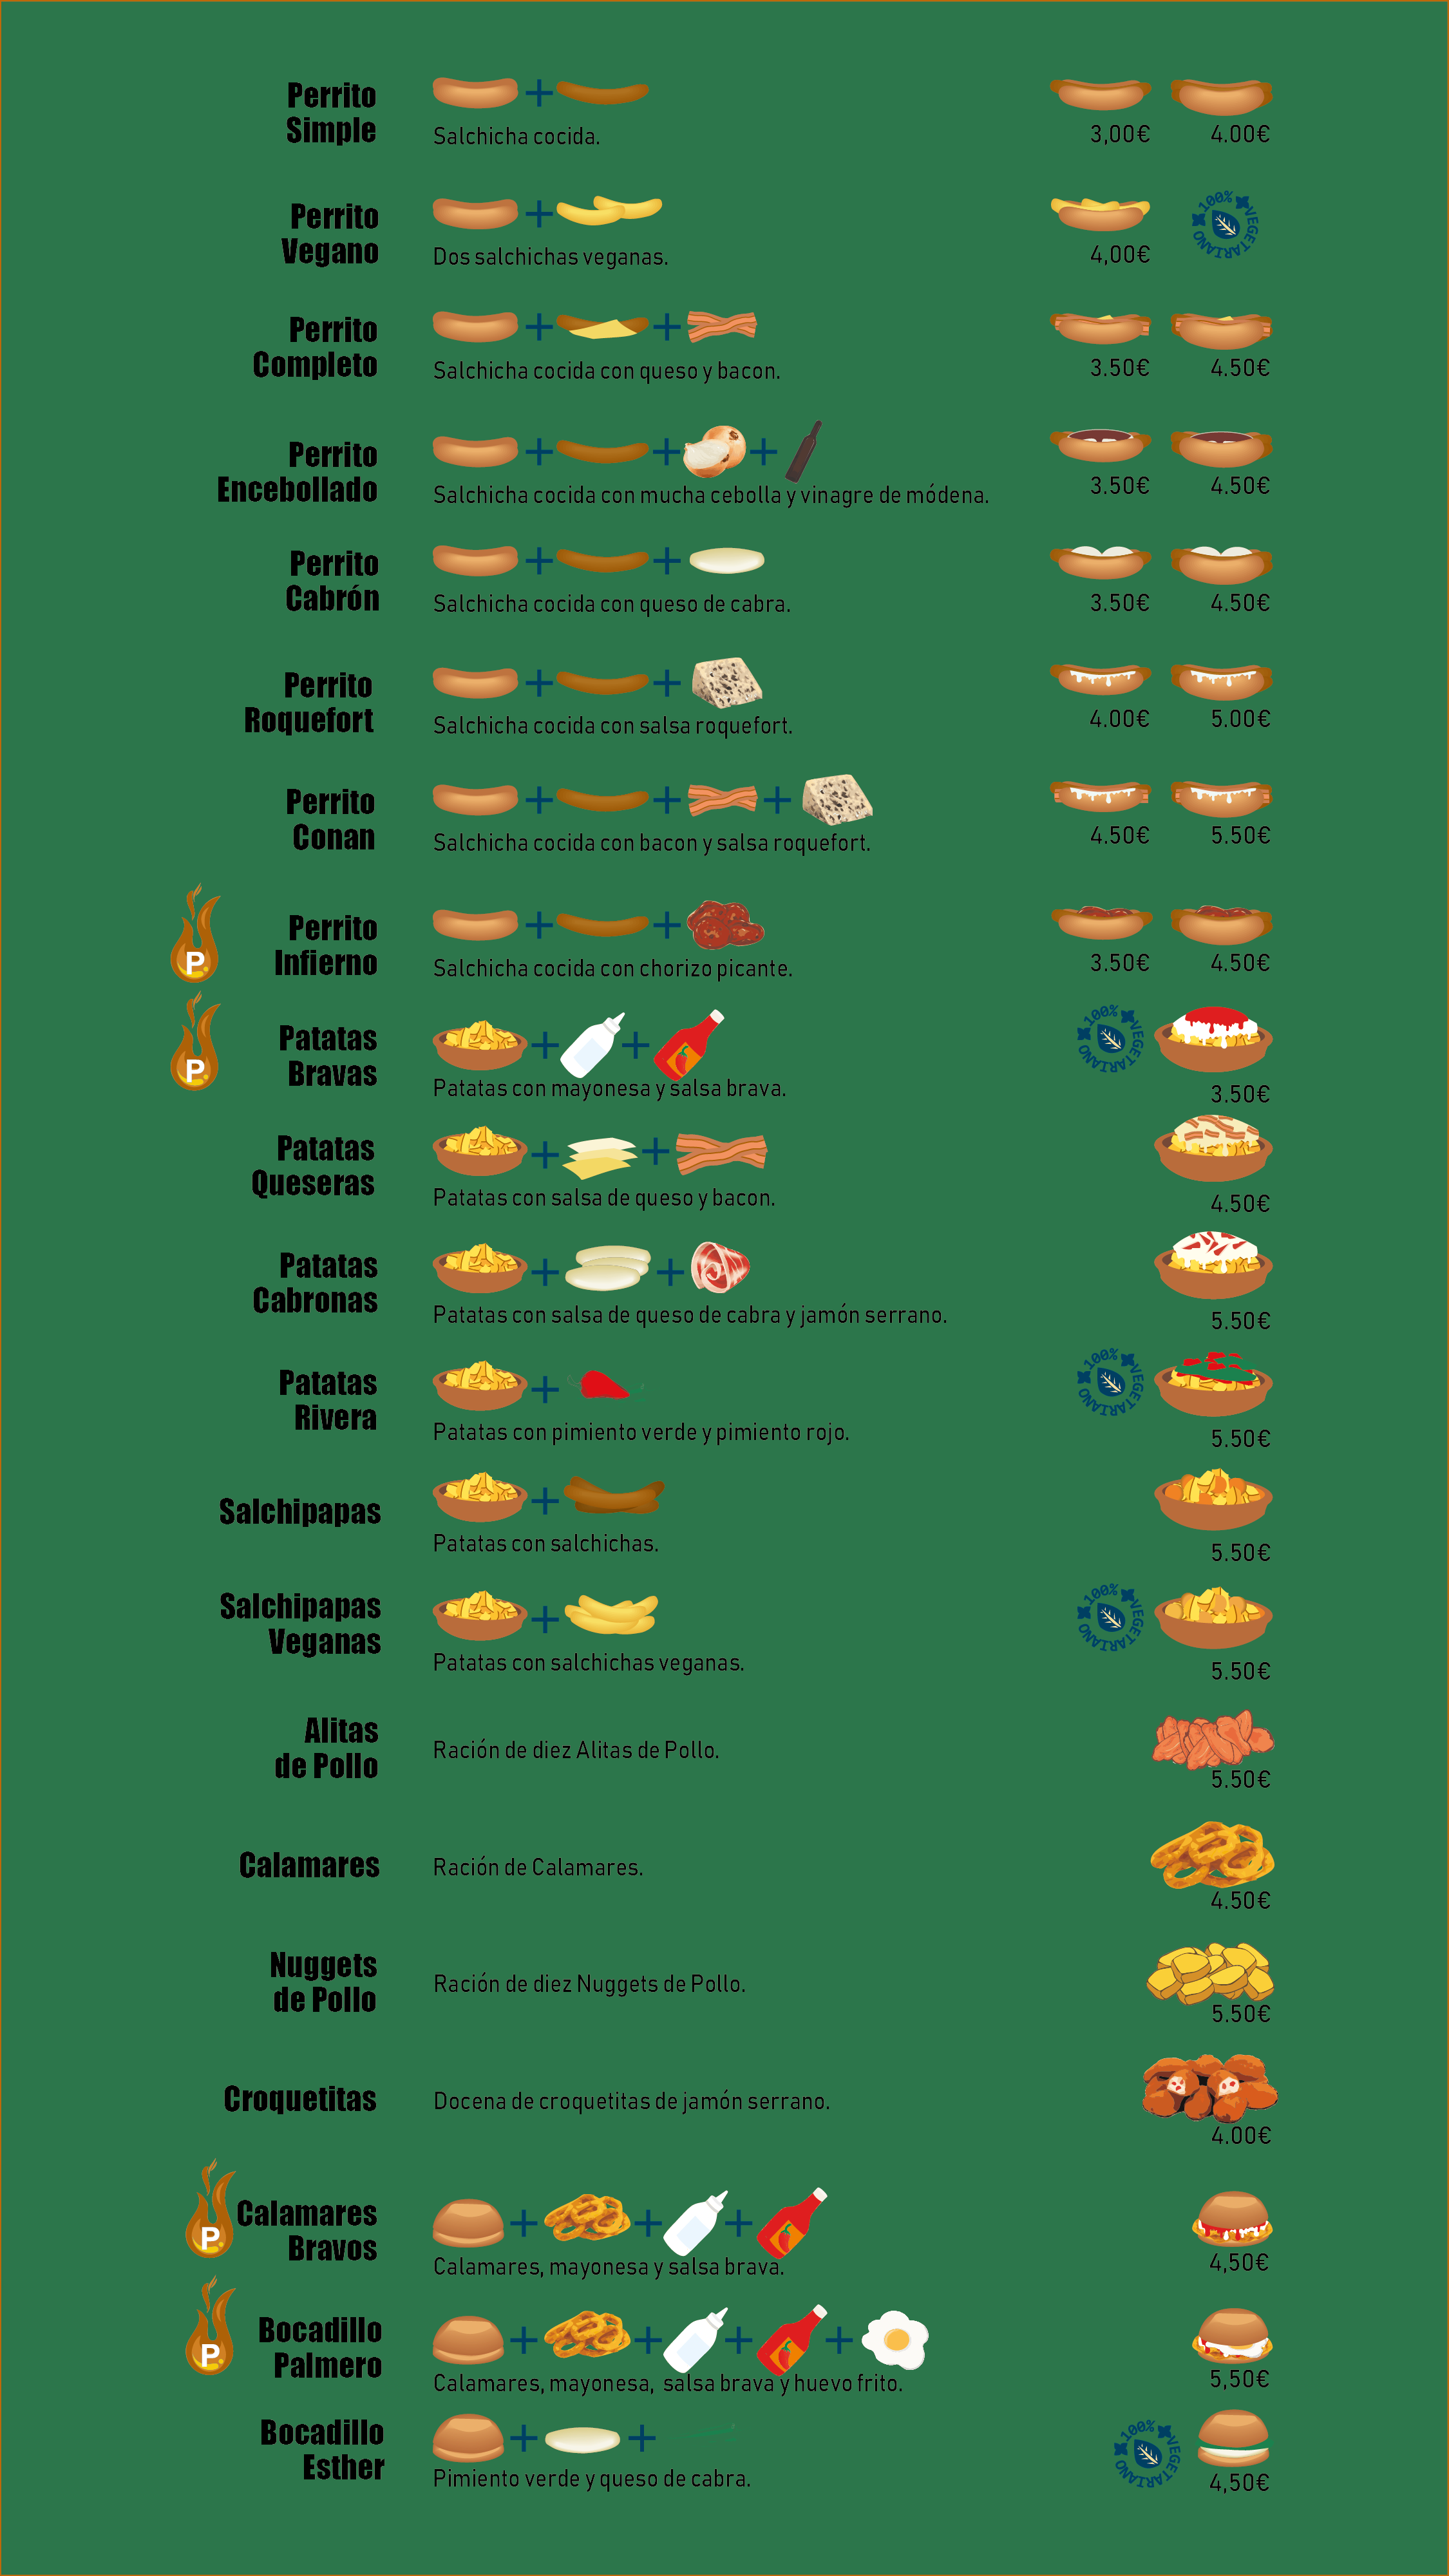 Perrito
Simple
Salchicha cocida.
3,00€ 4.00€
Perrito
Vegano
Dos salchichas veganas.
4,00€
100% VEGETARIANO
Perrito
Completo
Salchicha cocida con queso y bacon.
3.50€ 4.50€
Perrito
Encebollado
Salchicha cocida con mucha cebolla y vinagre de módena.
3.50€ 4.50€
Perrito
Cabrón
Salchicha cocida con queso de cabra.
3.50€ 4.50€
Perrito
Roquefort
Salchicha cocida con salsa roquefort.
4.00€ 5.00€
Perrito
Conan
Salchicha cocida con bacon y salsa roquefort.
4.50€ 5.50€
P
Perrito
Infierno
Salchicha cocida con chorizo picante.
3.50€ 4.50€
P
Patatas
Bravas
Patatas con mayonesa y salsa brava.
100% VEGETARIANO
3.50€
Patatas
Queseras
Patatas con salsa de queso y bacon.
4.50€
Patatas
Cabronas
Patatas con salsa de queso de cabra y jamón serrano.
5.50€
Patatas
Rivera
Patatas con pimiento verde y pimiento rojo.
100% VEGETARIANO
5.50€
Salchipapas
Patatas con salchichas.
5.50€
Salchipapas
Veganas
Patatas con salchichas veganas.
100% VEGETARIANO
5.50€
Alitas
de Pollo
Ración de diez Alitas de Pollo.
5.50€
Calamares
Ración de Calamares.
4.50€
Nuggets
de Pollo
Ración de diez Nuggets de Pollo.
5.50€
Croquetitas
Docena de croquetitas de jamón serrano.
4.00€
P
Calamares
Bravos
Calamares, mayonesa y salsa brava.
4,50€
P
Bocadillo
Palmero
Calamares, mayonesa, salsa brava y huevo frito.
5,50€
Bocadillo
Esther
Pimiento verde y queso de cabra.
100% VEGETARIANO
4,50€